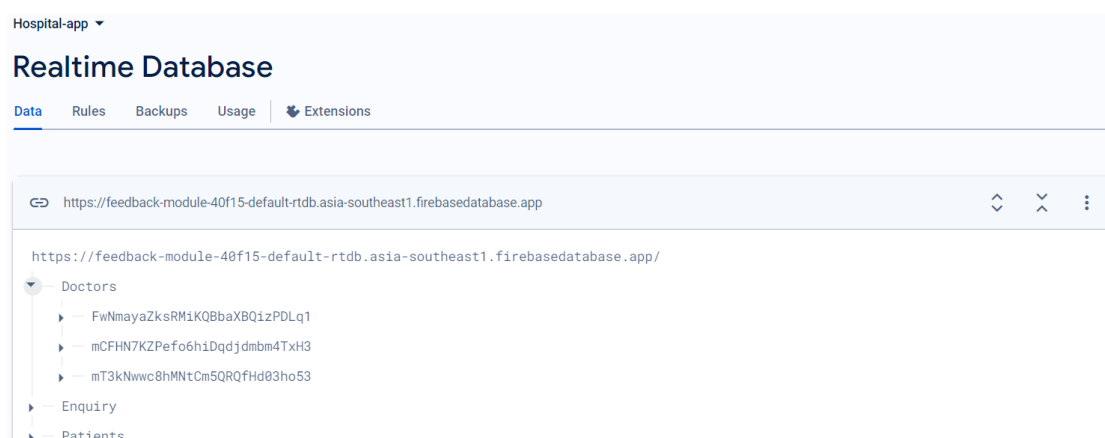 Hospital-app
Realtime Database
Data Rules Backups Usage Extensions
https://feedback-module-40f15-default-rtdb.asia-southeast1.firebasedatabase.app
https://feedback-module-40f15-default-rtdb.asia-southeast1.firebasedatabase.app/
Doctors
FwNmayaZksRMiKQBbaXBQizPDLq1
mCFHN7KZPefo6hiDqdjdmbm4TxH3
mT3kNwwc8hMNtCm5QRQfHd03ho53
Enquiry
Patients